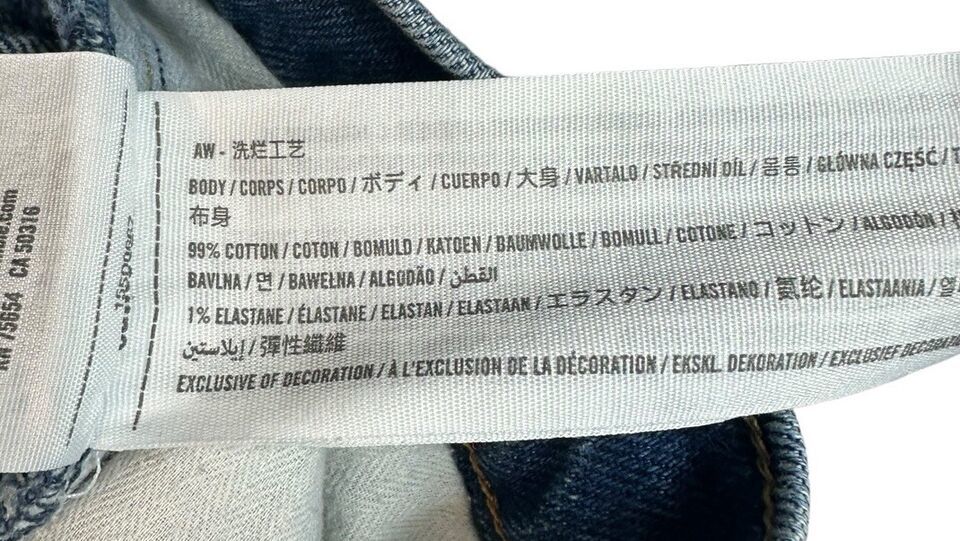 AW - 洗烂工艺
BODY / CORPS / CORPO / ボディ / CUERPO / 大身 / VARTALO / STŘEDNI DÍL / 몸통 / GŁÓWNA CZĘŚĆ /
布身
99% COTTON / COTON / BOMULD / KATOEN / BAUMWOLLE / BOMULL / COTONE / コットン / ALGODÓN /
BAVLNA / 면 / BAWEŁNA / ALGODÃO / القطن
1% ELASTANE / ÉLASTANE / ELASTAN / ELASTAAN / エラスタン / ELASTANO / 氨纶 / ELASTAANIA /
إيلاستين / 彈性纖維
EXCLUSIVE OF DECORATION / À L'EXCLUSION DE LA DÉCORATION / EKSKL. DEKORATION / EXCLUSIEF
CA 50316